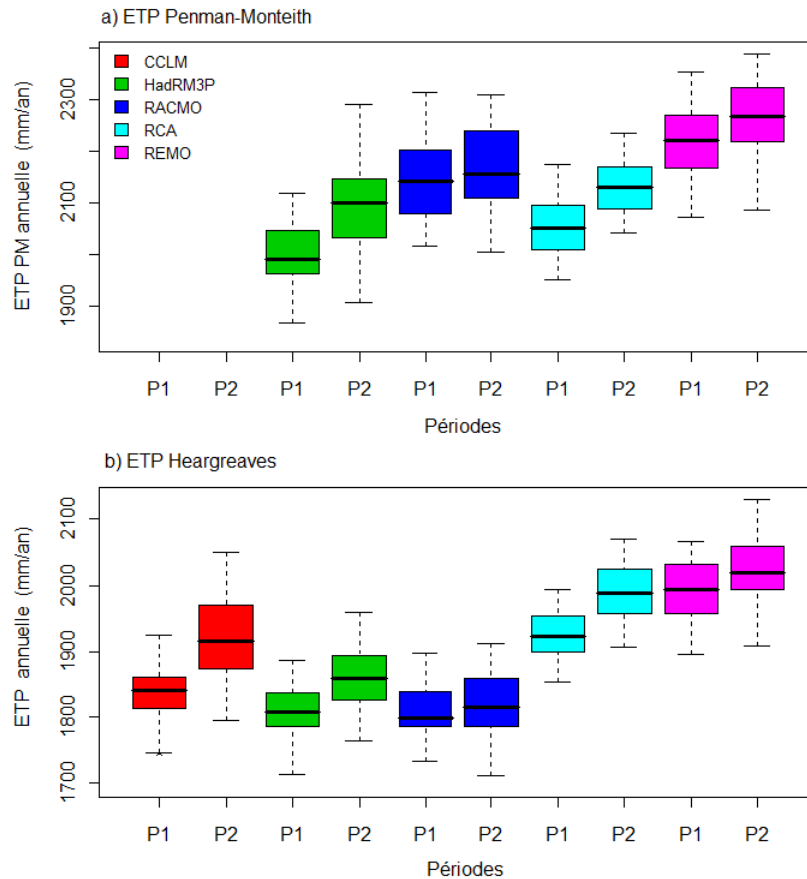 a) ETP Penman-Monteith
ETP PM annuelle (mm/an)
2300
2100
1900
CCLM
HadRM3P
RACMO
RCA
REMO
P1 P2 P1 P2 P1 P2 P1 P2 P1 P2
Périodes
b) ETP Heargreaves
ETP annuelle (mm/an)
2100
2000
1900
1800
1700
P1 P2 P1 P2 P1 P2 P1 P2 P1 P2
Périodes